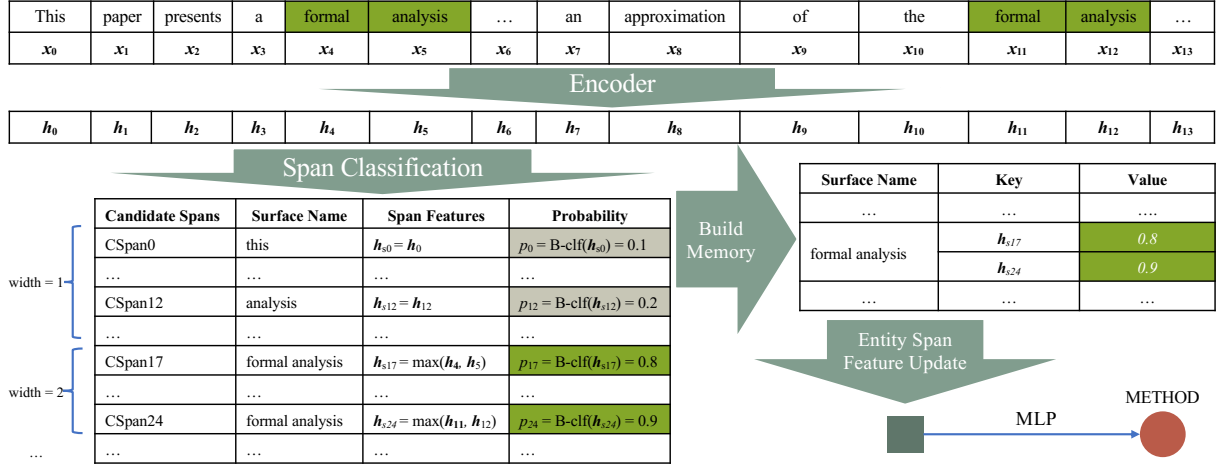 This paper presents a formal analysis … an approximation of the formal analysis …
x0 x1 x2 x3 x4 x5 x6 x7 x8 x9 x10 x11 x12 x13
Encoder
h0 h1 h2 h3 h4 h5 h6 h7 h8 h9 h10 h11 h12 h13
Span Classification
Candidate Spans Surface Name Span Features Probability
CSpan0 this hs0 = h0 p0 = B-clf(hs0) = 0.1
… … … …
width = 1
CSpan12 analysis hs12 = h12 p12 = B-clf(hs12) = 0.2
… … … …
CSpan17 formal analysis hs17 = max(h4, h5) p17 = B-clf(hs17) = 0.8
width = 2
… … … …
CSpan24 formal analysis hs24 = max(h11, h12) p24 = B-clf(hs24) = 0.9
… … … … …
Build
Memory
Surface Name Key Value
… … ….
formal analysis
hs17 0.8
hs24 0.9
… … …
Entity Span
Feature Update
MLP
METHOD